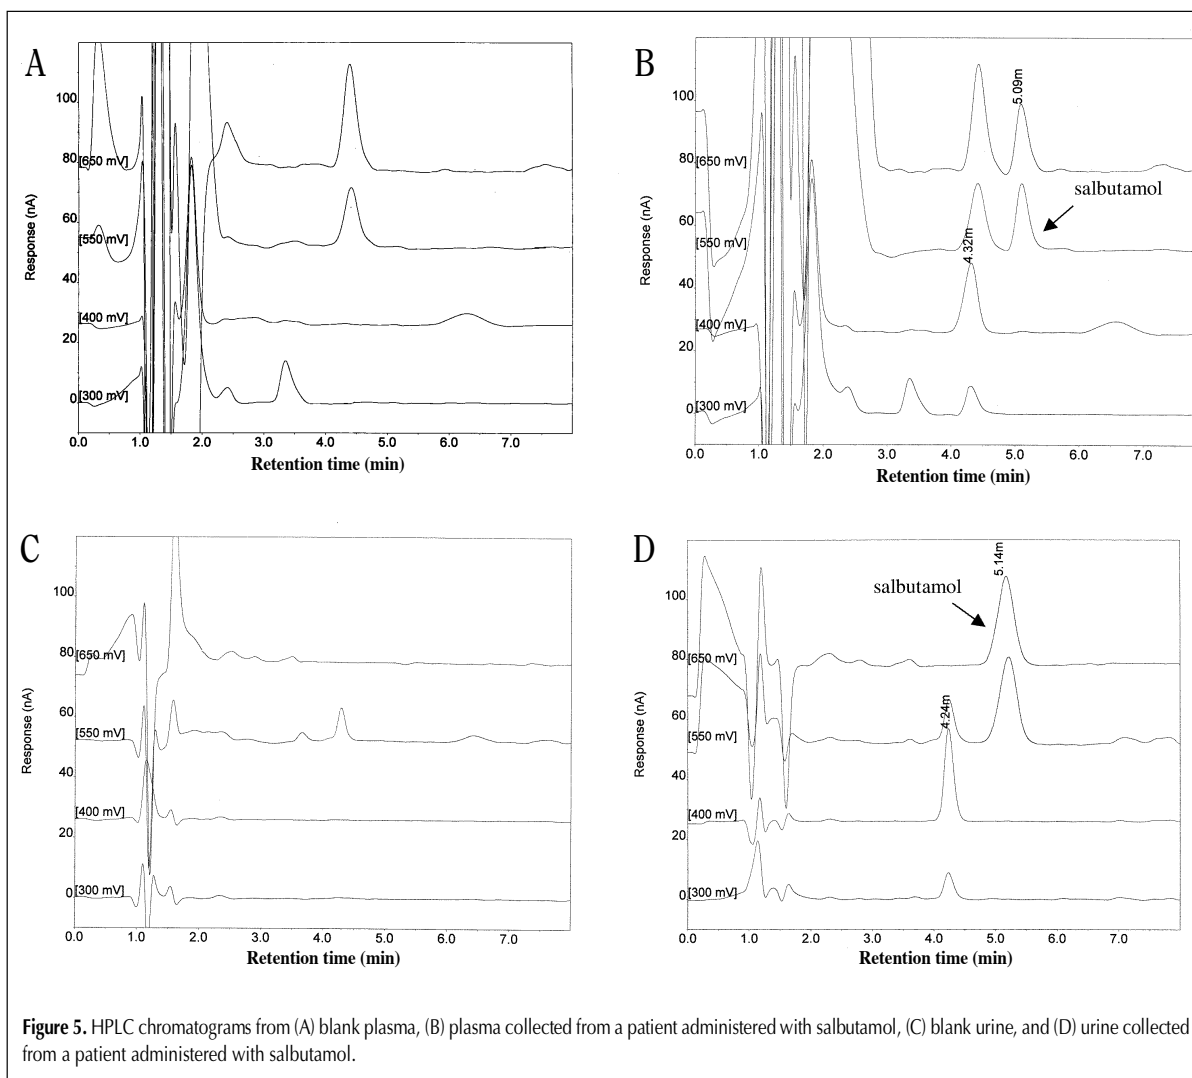 A
100
80
[650 mV]
60
[550 mV]
40
[400 mV]
20
0
[300 mV]
Response (nA)
0.0 1.0 2.0 3.0 4.0 5.0 6.0 7.0
Retention time (min)
B
100
80
[650 mV]
60
[550 mV]
40
[400 mV]
20
0
[300 mV]
Response (nA)
5.09m
salbutamol
4.32m
0.0 1.0 2.0 3.0 4.0 5.0 6.0 7.0
Retention time (min)
C
100
80
[650 mV]
60
[550 mV]
40
[400 mV]
20
0
[300 mV]
Response (nA)
0.0 1.0 2.0 3.0 4.0 5.0 6.0 7.0
Retention time (min)
D
100
80
[650 mV]
60
[550 mV]
40
[400 mV]
20
0
[300 mV]
Response (nA)
5.14m
salbutamol
4.24m
0.0 1.0 2.0 3.0 4.0 5.0 6.0 7.0
Retention time (min)
Figure 5. HPLC chromatograms from (A) blank plasma, (B) plasma collected from a patient administered with salbutamol, (C) blank urine, and (D) urine collected
from a patient administered with salbutamol.